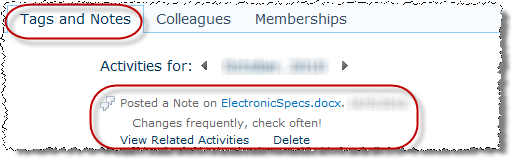 Tags and Notes Colleagues Memberships
Activities for:
Posted a Note on ElectronicSpecs.docx.
Changes frequently, check often!
View Related Activities Delete